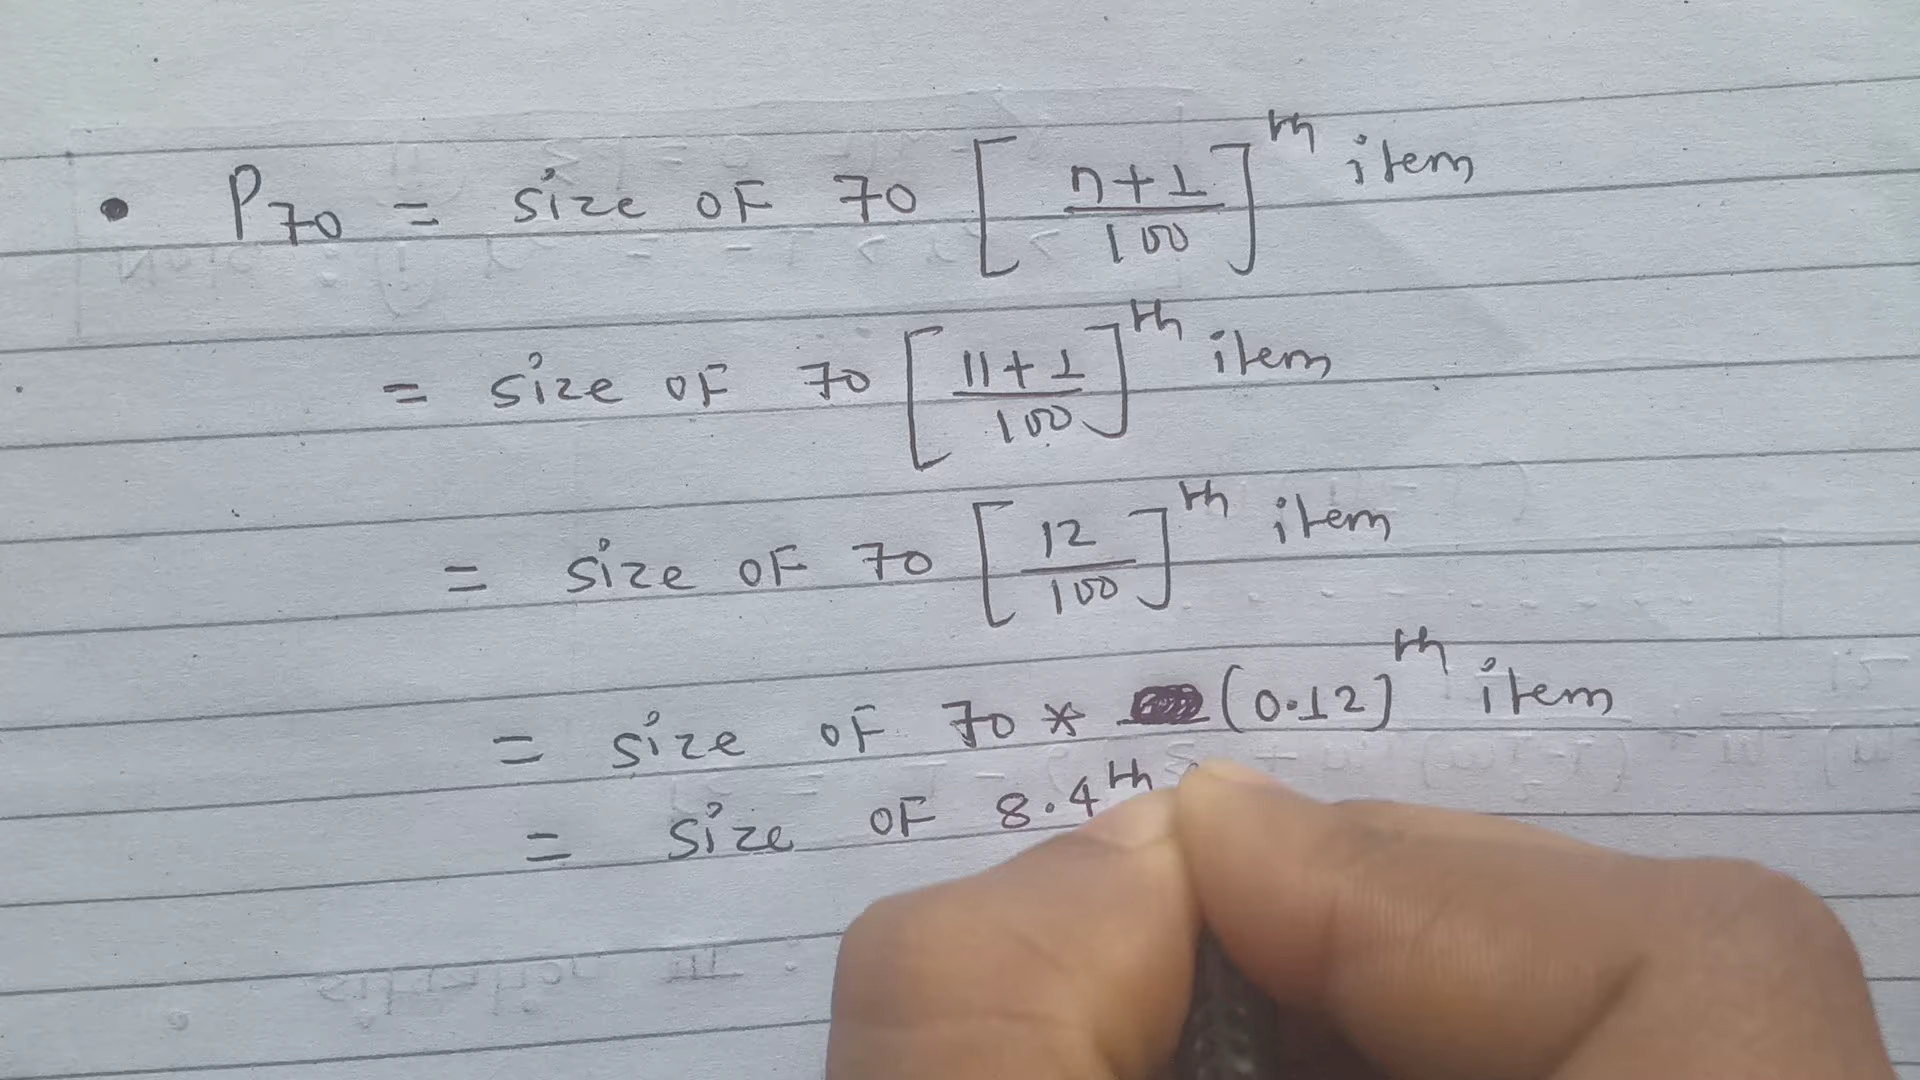 • P70 = size OF 70 [n+1/100]th item
= size OF 70 [11+1/100]th item
= size OF 70 [12/100]th item
= size OF 70 * (0.12)th item
= size OF 8.4th